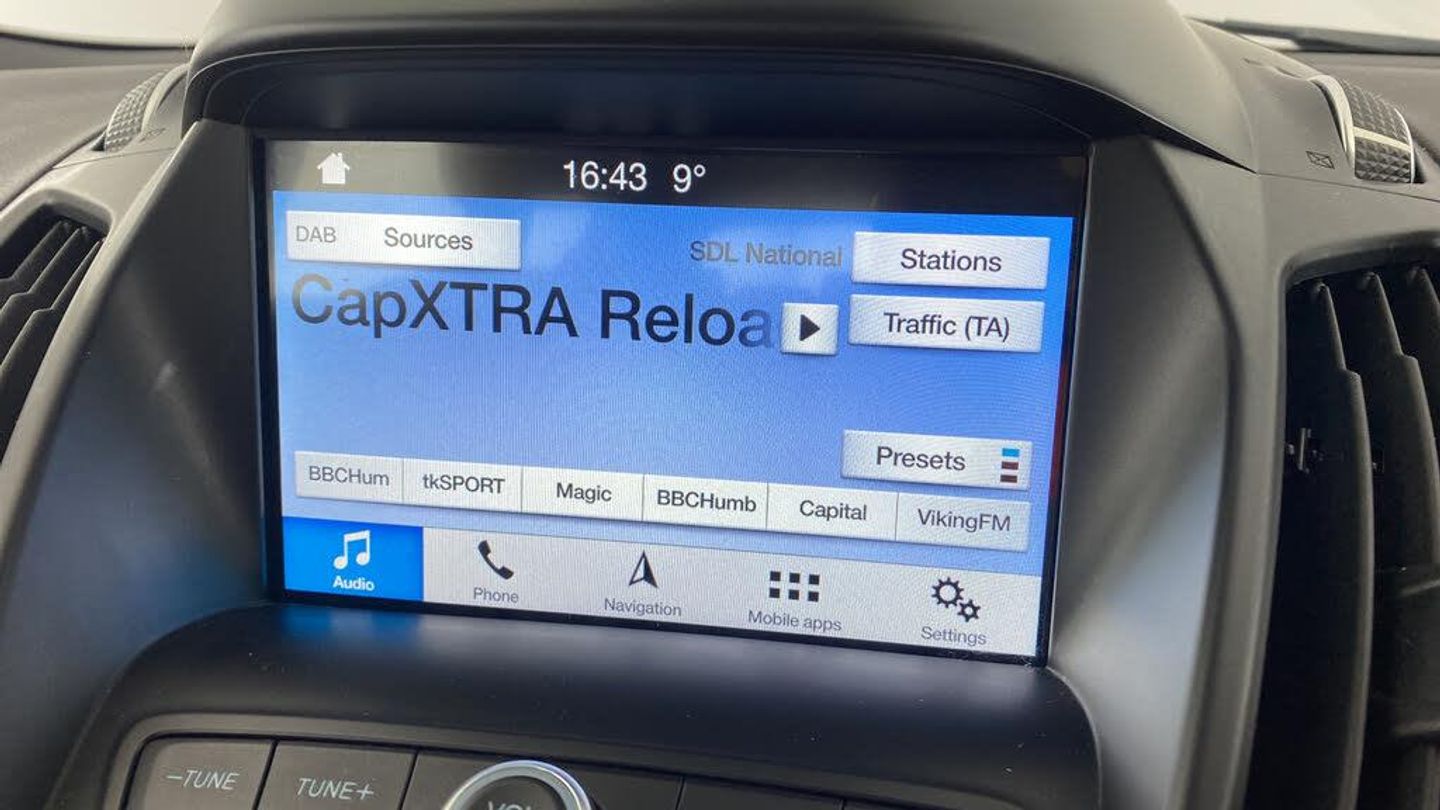 16:43 9°
DAB Sources
SDL National
Stations
CapXTRA Reloa
Traffic (TA)
Presets
BBCHum
tkSPORT
Magic
BBCHumb
Capital
VikingFM
Audio
Phone
Navigation
Mobile apps
Settings
–TUNE
TUNE+
VOL